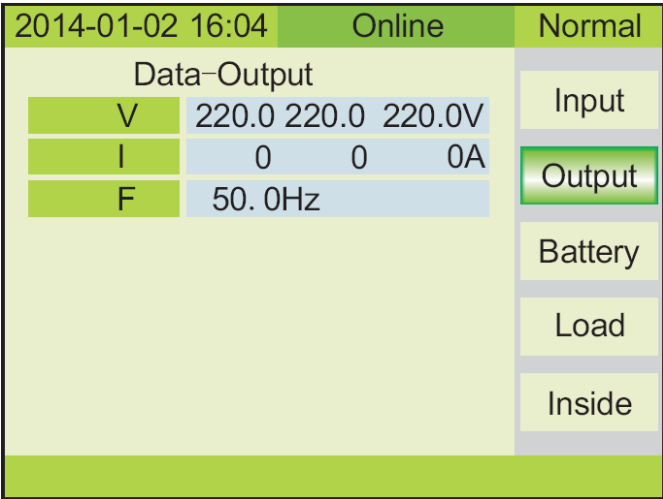 2014-01-02 16:04 Online Normal
Data-Output
V 220.0 220.0 220.0V
I 0 0 0A
F 50. 0Hz
Input
Output
Battery
Load
Inside